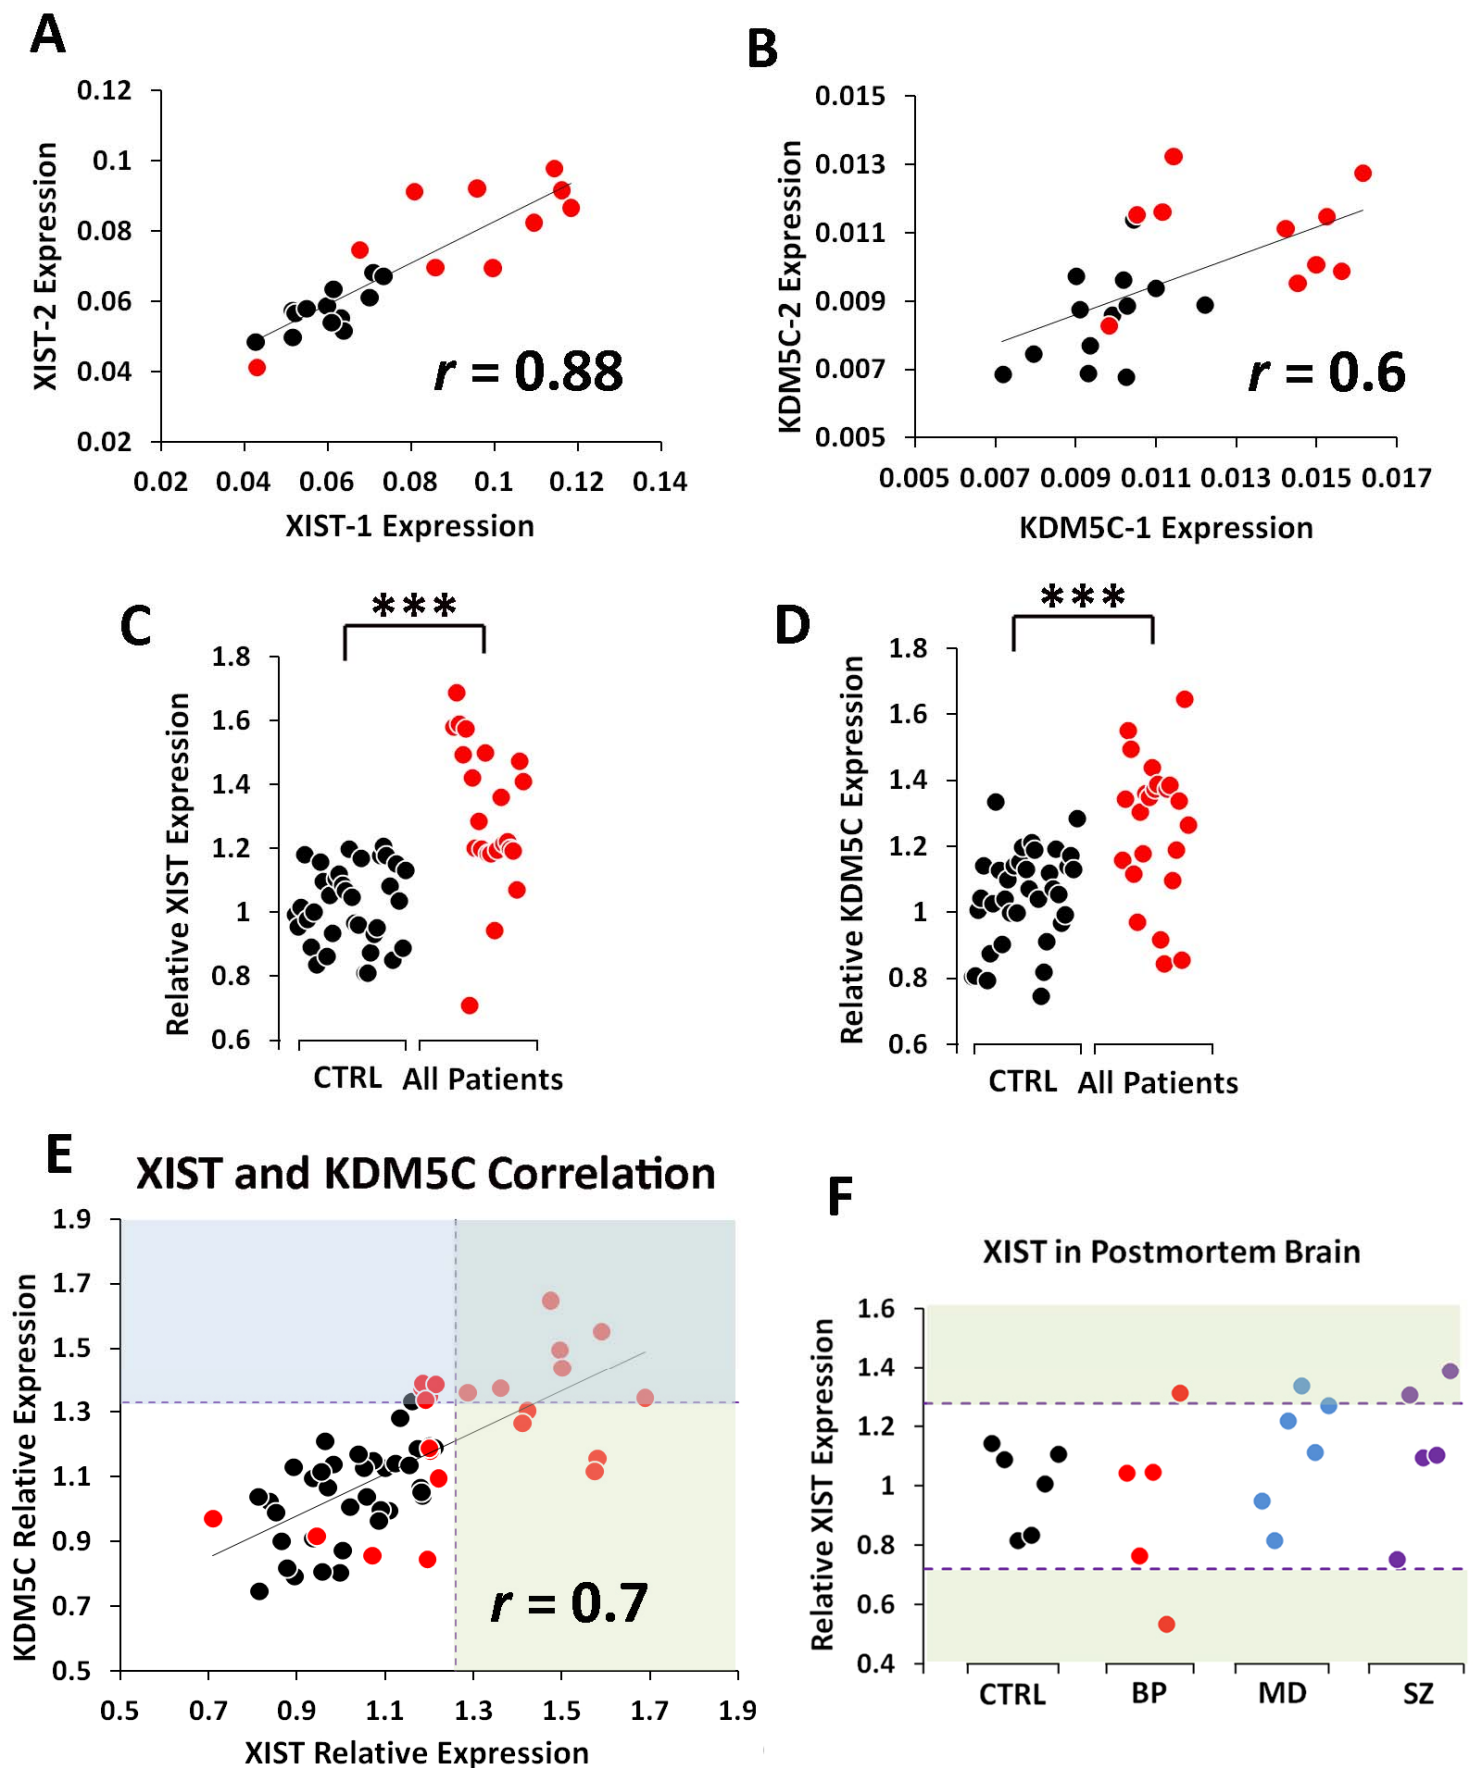 A
0.12
0.1
0.08
0.06
0.04
0.02
XIST-2 Expression
r = 0.88
0.02 0.04 0.06 0.08 0.1 0.12 0.14
XIST-1 Expression
B
0.015
0.013
0.011
0.009
0.007
0.005
KDM5C-2 Expression
r = 0.6
0.005 0.007 0.009 0.011 0.013 0.015 0.017
KDM5C-1 Expression
C
***
1.8
1.6
1.4
1.2
1
0.8
0.6
Relative XIST Expression
CTRL All Patients
D
***
1.8
1.6
1.4
1.2
1
0.8
0.6
Relative KDM5C Expression
CTRL All Patients
E
XIST and KDM5C Correlation
1.9
1.7
1.5
1.3
1.1
0.9
0.7
0.5
KDM5C Relative Expression
r = 0.7
0.5 0.7 0.9 1.1 1.3 1.5 1.7 1.9
XIST Relative Expression
F
XIST in Postmortem Brain
1.6
1.4
1.2
1
0.8
0.6
0.4
Relative XIST Expression
CTRL BP MD SZ